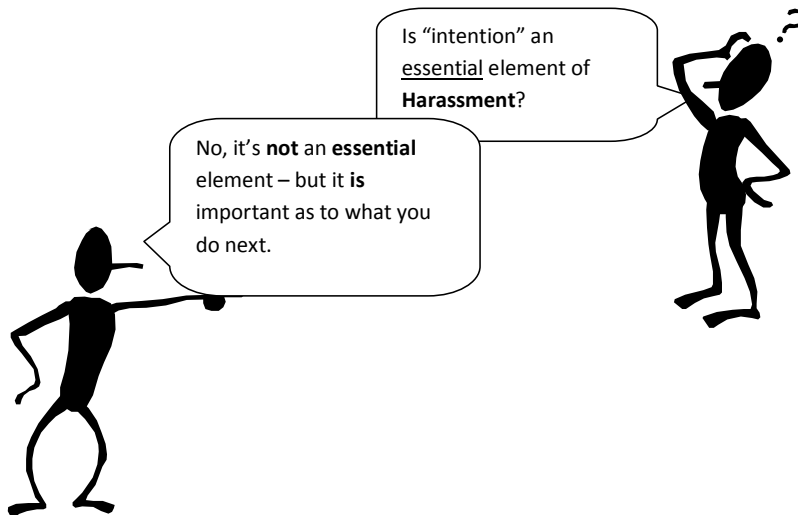 Is “intention” an
essential element of
Harassment?
No, it’s not an essential
element – but it is
important as to what you
do next.
?